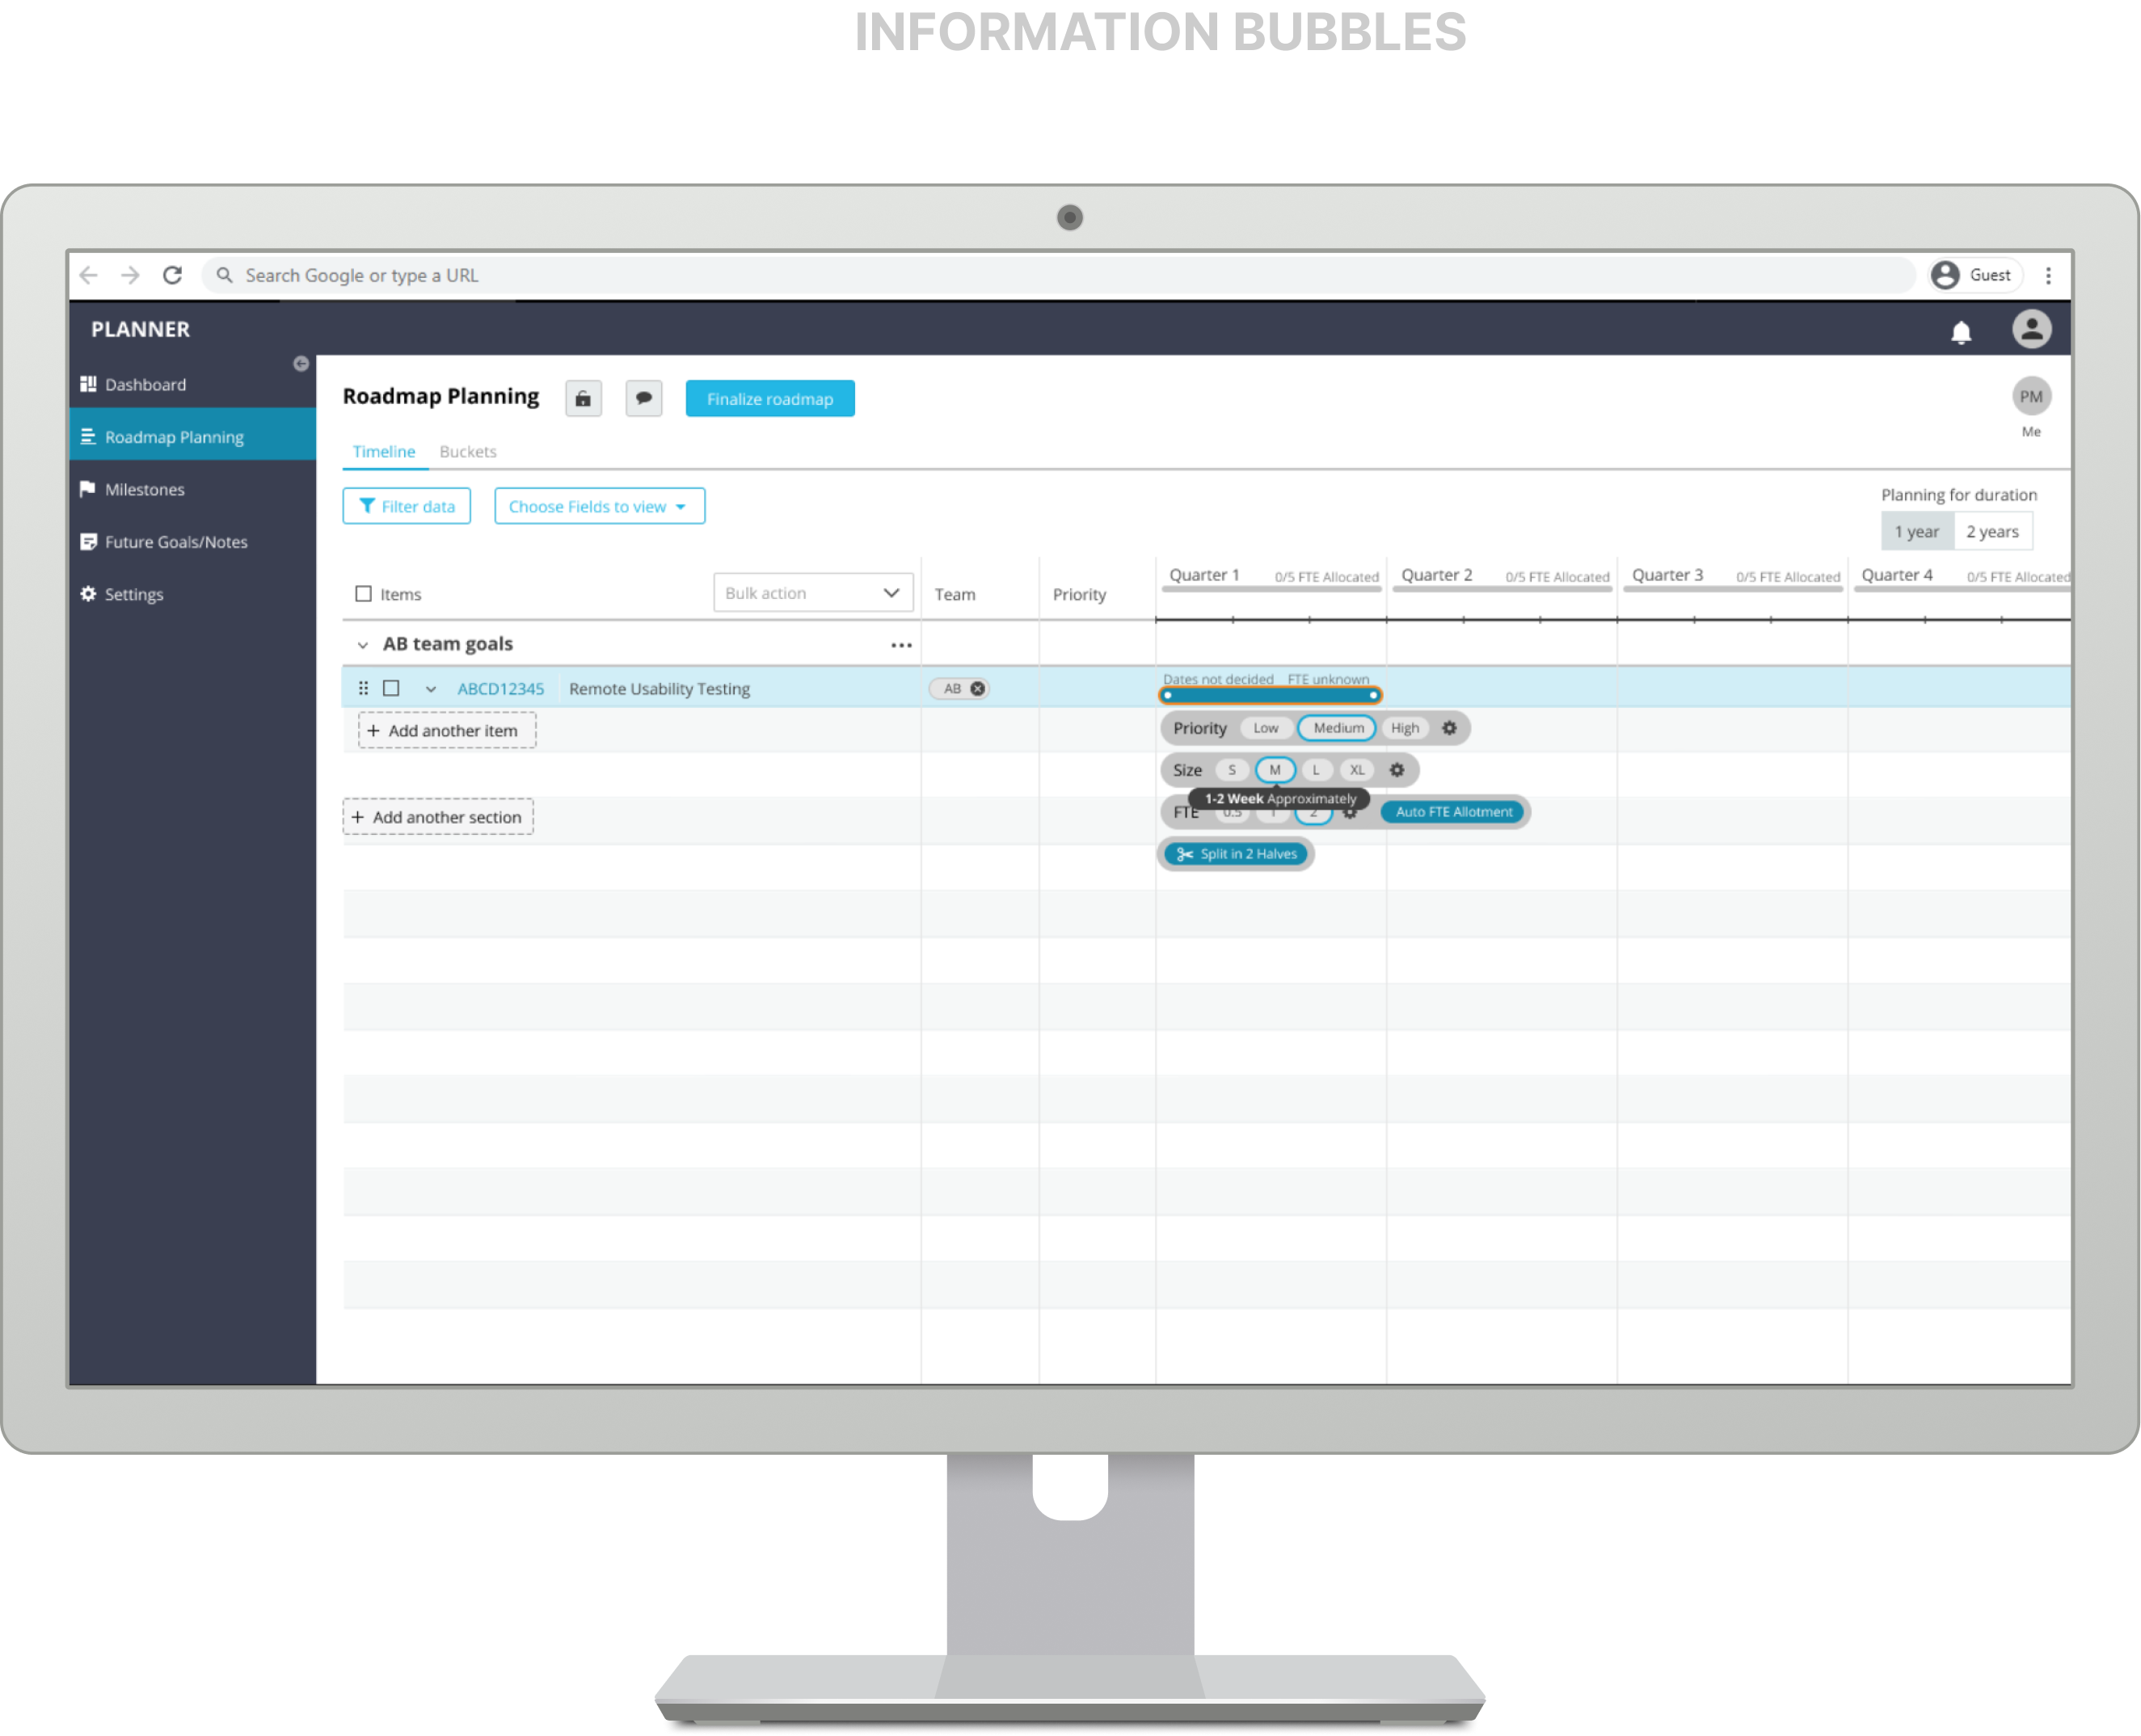 INFORMATION BUBBLES
Search Google or type a URL
Guest
PLANNER
Dashboard
Roadmap Planning
Milestones
Future Goals/Notes
Settings
Roadmap Planning
Finalize roadmap
PM
Me
Timeline
Buckets
Filter data
Choose Fields to view
Planning for duration
1 year
2 years
Items
Bulk action
Team
Priority
Quarter 1
0/5 FTE Allocated
Quarter 2
0/5 FTE Allocated
Quarter 3
0/5 FTE Allocated
Quarter 4
0/5 FTE Allocated
AB team goals
ABCD12345
Remote Usability Testing
AB
Dates not decided
FTE unknown
+ Add another item
Priority
Low
Medium
High
Size
S
M
L
XL
1-2 Week Approximately
+ Add another section
FTE
0.5
1
2
Auto FTE Allotment
Split in 2 Halves